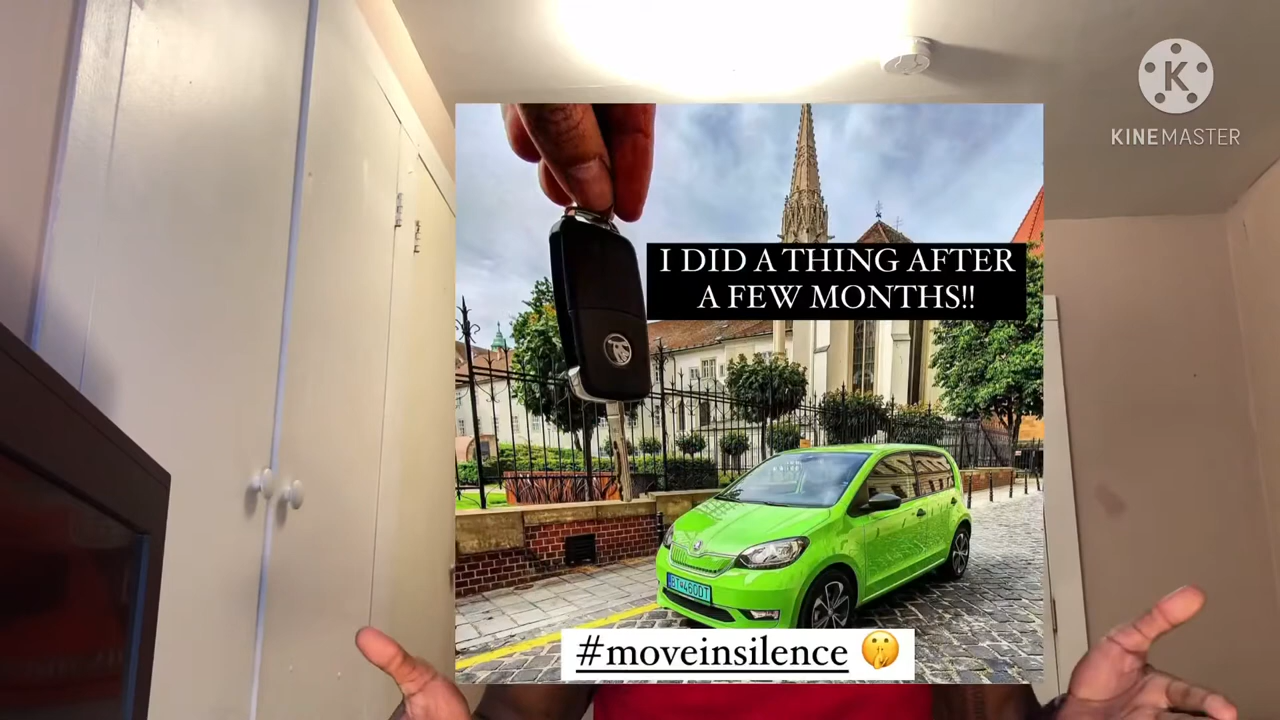 K
KINEMASTER
I DID A THING AFTER
A FEW MONTHS!!
#moveinsilence